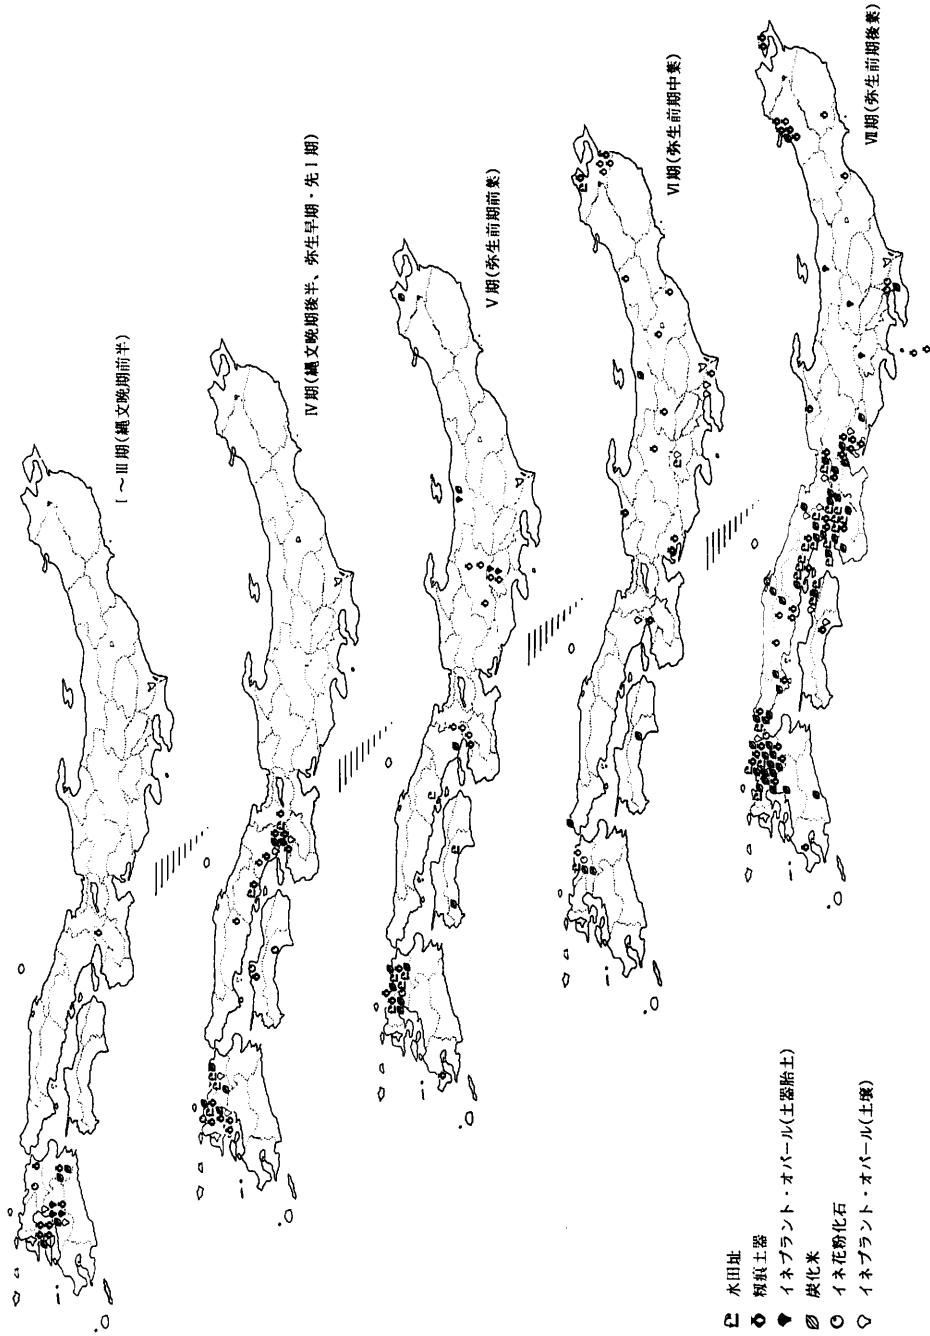 I～III期(縄文晩期前半)
IV期(縄文晩期後半、弥生早期・先I期)
V期(弥生前期前葉)
VI期(弥生前期中葉)
VII期(弥生前期後葉)
水田址
籾痕土器
イネプラント・オパール(土器胎土)
炭化米
イネ花粉化石
イネプラント・オパール(土壌)